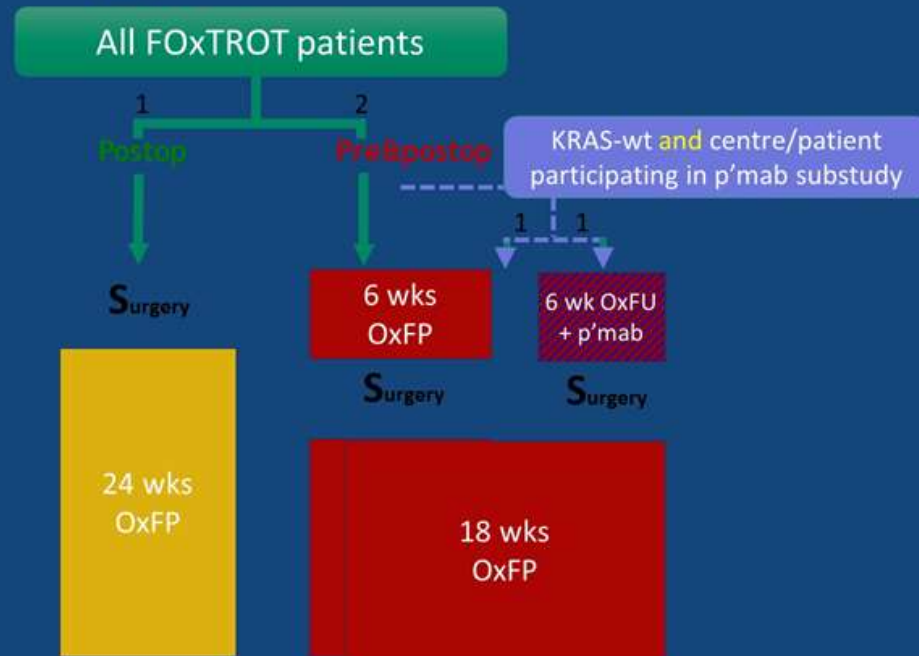 All FOxTROT patients
1
2
Postop
Pre&postop
KRAS-wt and centre/patient
participating in p'mab substudy
1
1
Surgery
6 wks
OxFP
6 wk OxFU
+ p'mab
Surgery
Surgery
24 wks
OxFP
18 wks
OxFP